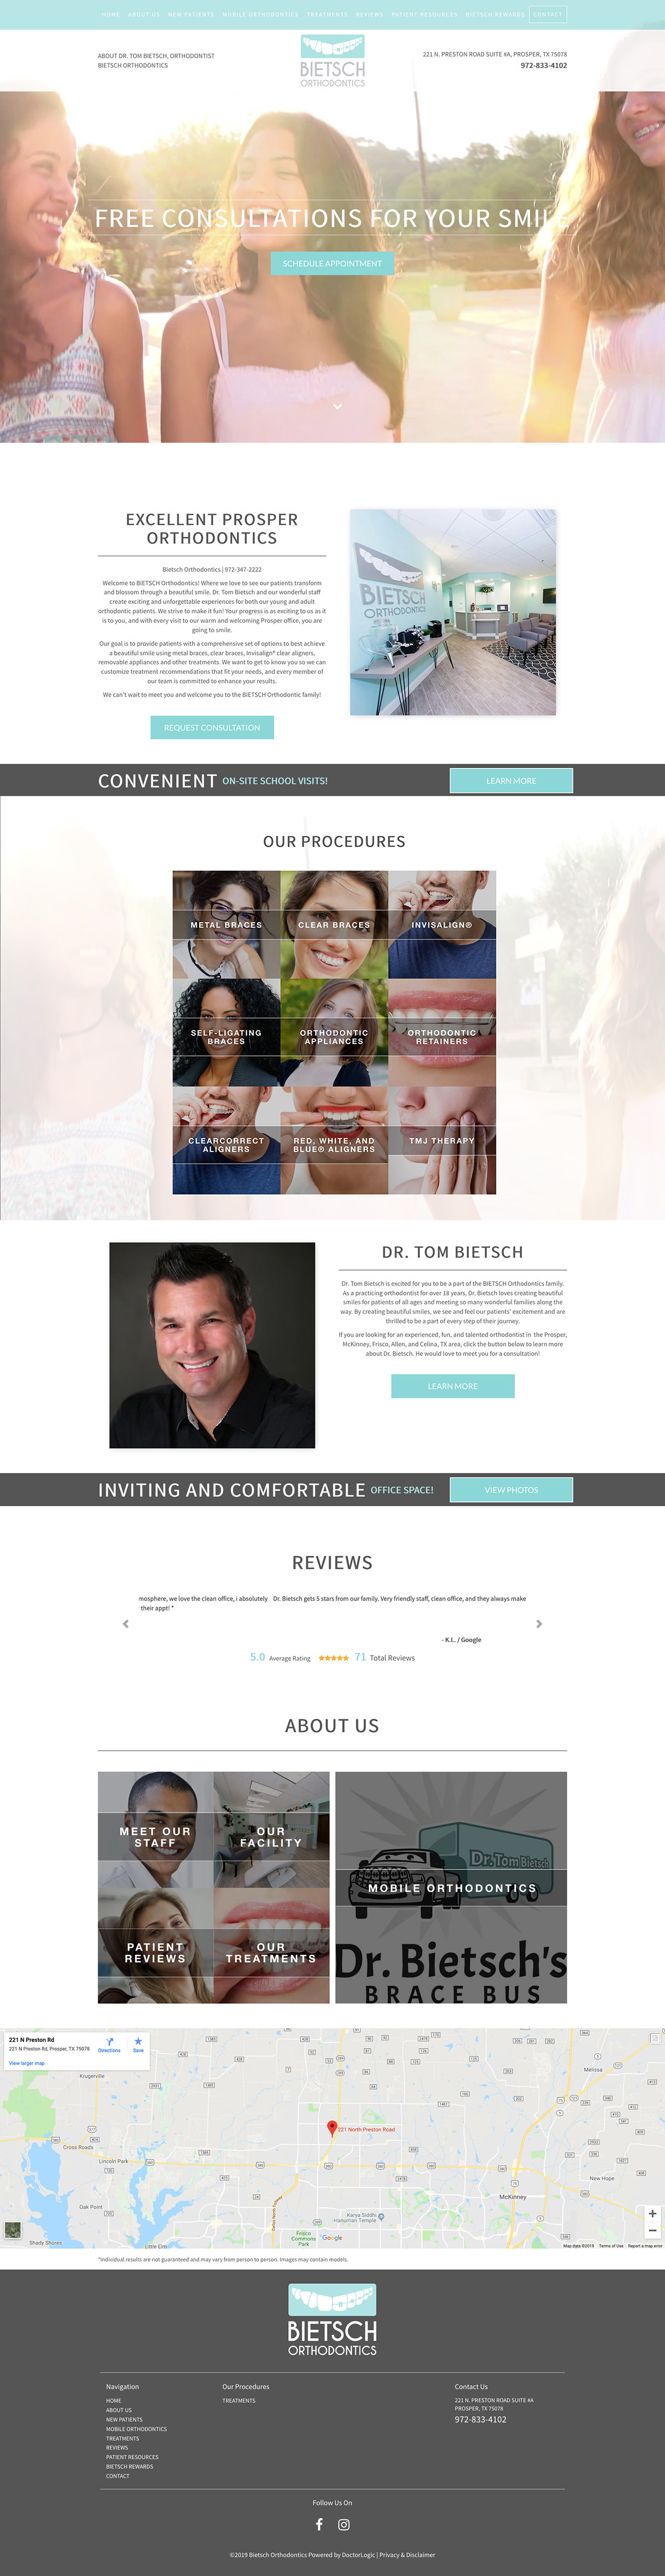 HOME ABOUT US NEW PATIENTS MOBILE ORTHODONTICS TREATMENTS REVIEWS PATIENT RESOURCES BIETSCH REWARDS CONTACT
ABOUT DR. TOM BIETSCH, ORTHODONTIST
BIETSCH ORTHODONTICS
BIETSCH
ORTHODONTICS
221 N. PRESTON ROAD SUITE #A, PROSPER, TX 75078
972-833-4102
FREE CONSULTATIONS FOR YOUR SMILE
SCHEDULE APPOINTMENT
EXCELLENT PROSPER
ORTHODONTICS
Bietsch Orthodontics | 972-347-2222
Welcome to BIETSCH Orthodontics! Where we love to see our patients transform
and blossom through a beautiful smile. Dr. Tom Bietsch and our wonderful staff
create exciting and unforgettable experiences for both our young and adult
orthodontic patients. We strive to make it fun! Your progress is as exciting to us as it
is to you, and with every visit to our warm and welcoming Prosper office, you are
going to smile.
Our goal is to provide patients with a comprehensive set of options to best achieve
a beautiful smile using metal braces, clear braces, Invisalign® clear aligners,
removable appliances and other treatments. We want to get to know you so we can
customize treatment recommendations that fit your needs, and every member of
our team is committed to enhance your results.
We can't wait to meet you and welcome you to the BIETSCH Orthodontic family!
REQUEST CONSULTATION
BIETSCH
ORTHODONTICS
CONVENIENT ON-SITE SCHOOL VISITS!
LEARN MORE
OUR PROCEDURES
METAL BRACES
CLEAR BRACES
INVISALIGN®
SELF-LIGATING
BRACES
ORTHODONTIC
APPLIANCES
ORTHODONTIC
RETAINERS
CLEARCORRECT
ALIGNERS
RED, WHITE, AND
BLUE® ALIGNERS
TMJ THERAPY
DR. TOM BIETSCH
Dr. Tom Bietsch is excited for you to be a part of the BIETSCH Orthodontics family.
As a practicing orthodontist for over 18 years, Dr. Bietsch loves creating beautiful
smiles for patients of all ages and meeting so many wonderful families along the
way. By creating beautiful smiles, we see and feel our patients' excitement and are
thrilled to be a part of every step of their journey.
If you are looking for an experienced, fun, and talented orthodontist in the Prosper,
McKinney, Frisco, Allen, and Celina, TX area, click the button below to learn more
about Dr. Bietsch. He would love to meet you for a consultation!
LEARN MORE
INVITING AND COMFORTABLE OFFICE SPACE!
VIEW PHOTOS
REVIEWS
mosphere, we love the clean office, i absolutely
their appt! "
Dr. Bietsch gets 5 stars from our family. Very friendly staff, clean office, and they always make
- K.L. / Google
5.0 Average Rating 71 Total Reviews
ABOUT US
MEET OUR
STAFF
OUR
FACILITY
PATIENT
REVIEWS
OUR
TREATMENTS
Dr. Tom Bietsch
MOBILE ORTHODONTICS
Dr. Bietsch's
BRACE BUS
221 N Preston Rd
221 N Preston Rd, Prosper, TX 75078
Directions
Save
View larger map
Krugerville
Melissa
Cross Roads
221 North Preston Road
Lincoln Park
New Hope
McKinney
Oak Point
Karya Siddhi
Hanuman Temple
Frisco
Commons
Park
Google
Shady Shores
Little Elm
Map data ©2019 Terms of Use Report a map error
*Individual results are not guaranteed and may vary from person to person. Images may contain models.
BIETSCH
ORTHODONTICS
Navigation
HOME
ABOUT US
NEW PATIENTS
MOBILE ORTHODONTICS
TREATMENTS
REVIEWS
PATIENT RESOURCES
BIETSCH REWARDS
CONTACT
Our Procedures
TREATMENTS
Contact Us
221 N. PRESTON ROAD SUITE #A
PROSPER, TX 75078
972-833-4102
Follow Us On
©2019 Bietsch Orthodontics Powered by DoctorLogic | Privacy & Disclaimer